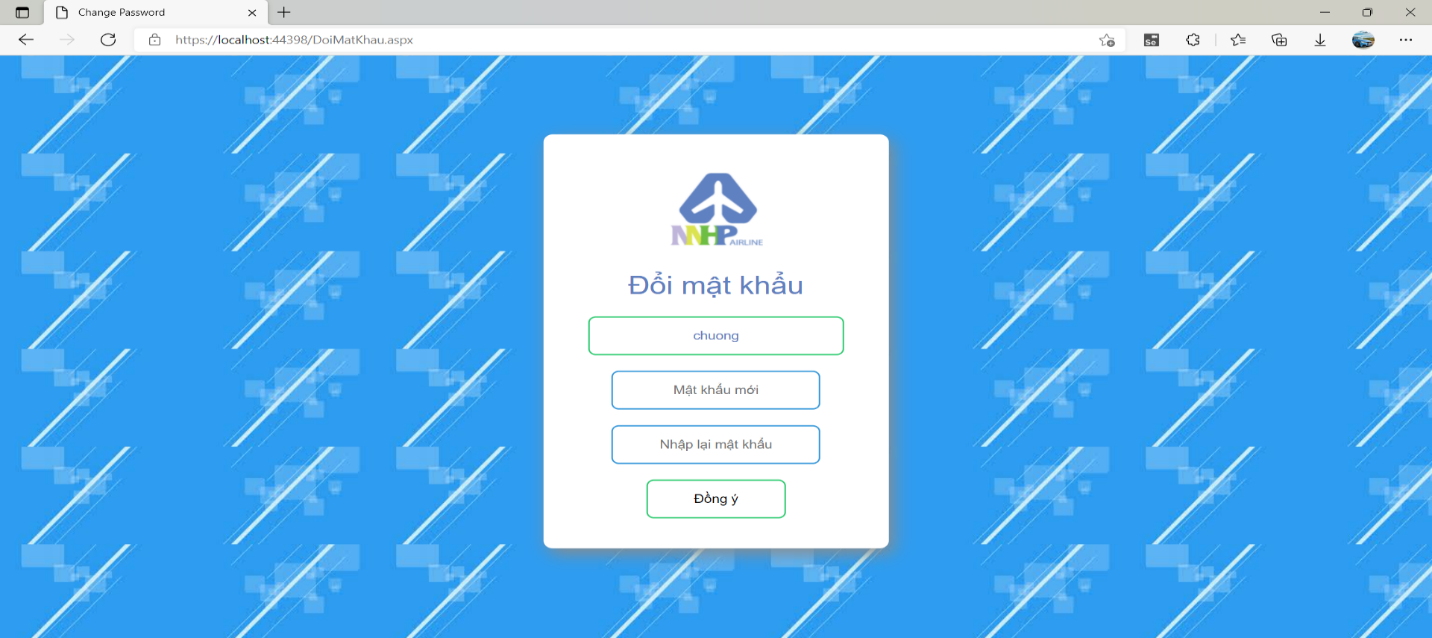 Change Password
https://localhost:44398/DoiMatKhau.aspx
NNHP AIRLINE
Đổi mật khẩu
chuong
Mật khẩu mới
Nhập lại mật khẩu
Đồng ý